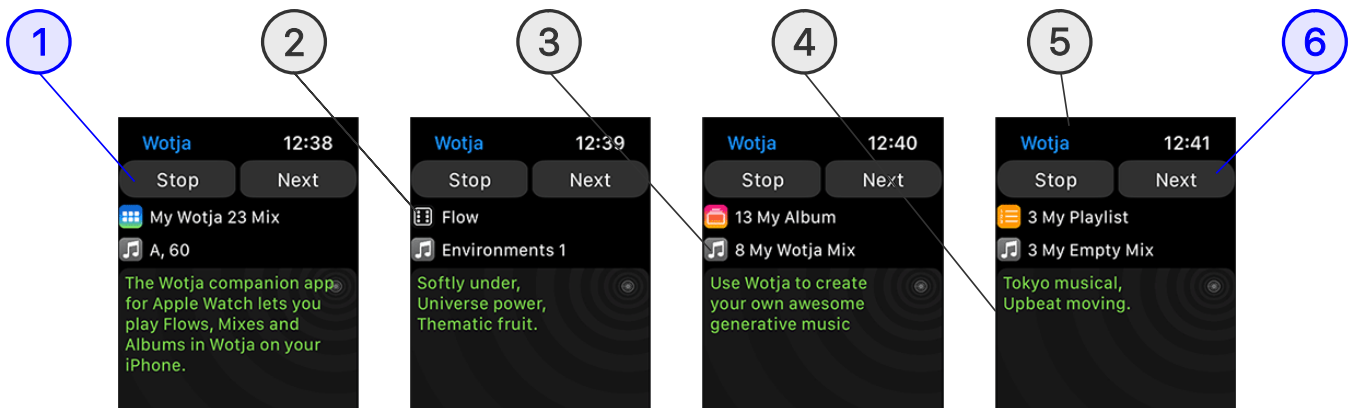 1 2 3 4 5 6
Wotja 12:38
Stop Next
My Wotja 23 Mix
A, 60
The Wotja companion app
for Apple Watch lets you
play Flows, Mixes and
Albums in Wotja on your
iPhone.
Wotja 12:39
Stop Next
Flow
Environments 1
Softly under,
Universe power,
Thematic fruit.
Wotja 12:40
Stop Next
13 My Album
8 My Wotja Mix
Use Wotja to create
your own awesome
generative music
Wotja 12:41
Stop Next
3 My Playlist
3 My Empty Mix
Tokyo musical,
Upbeat moving.